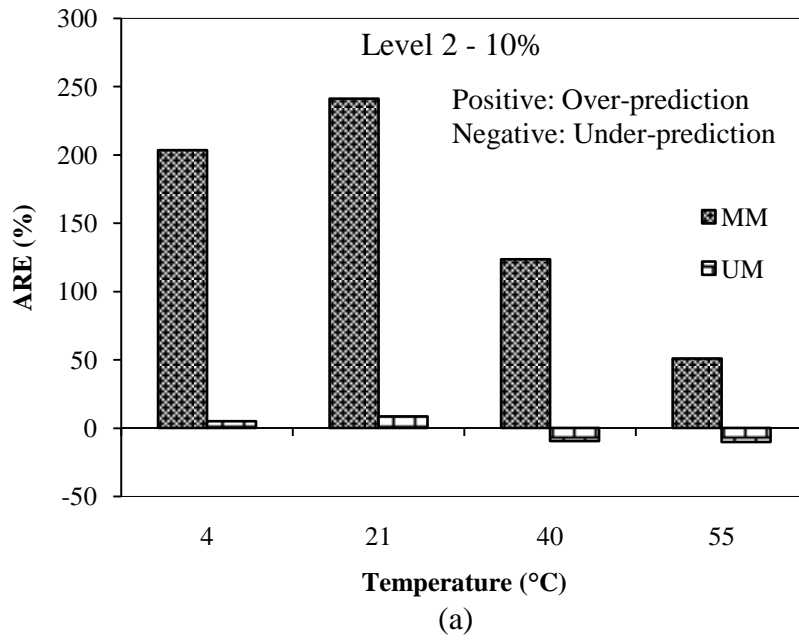 300
Level 2 - 10%
250
Positive: Over-prediction
Negative: Under-prediction
200
MM
150
UM
100
50
0
-50
ARE (%)
4 21 40 55
Temperature (°C)
(a)